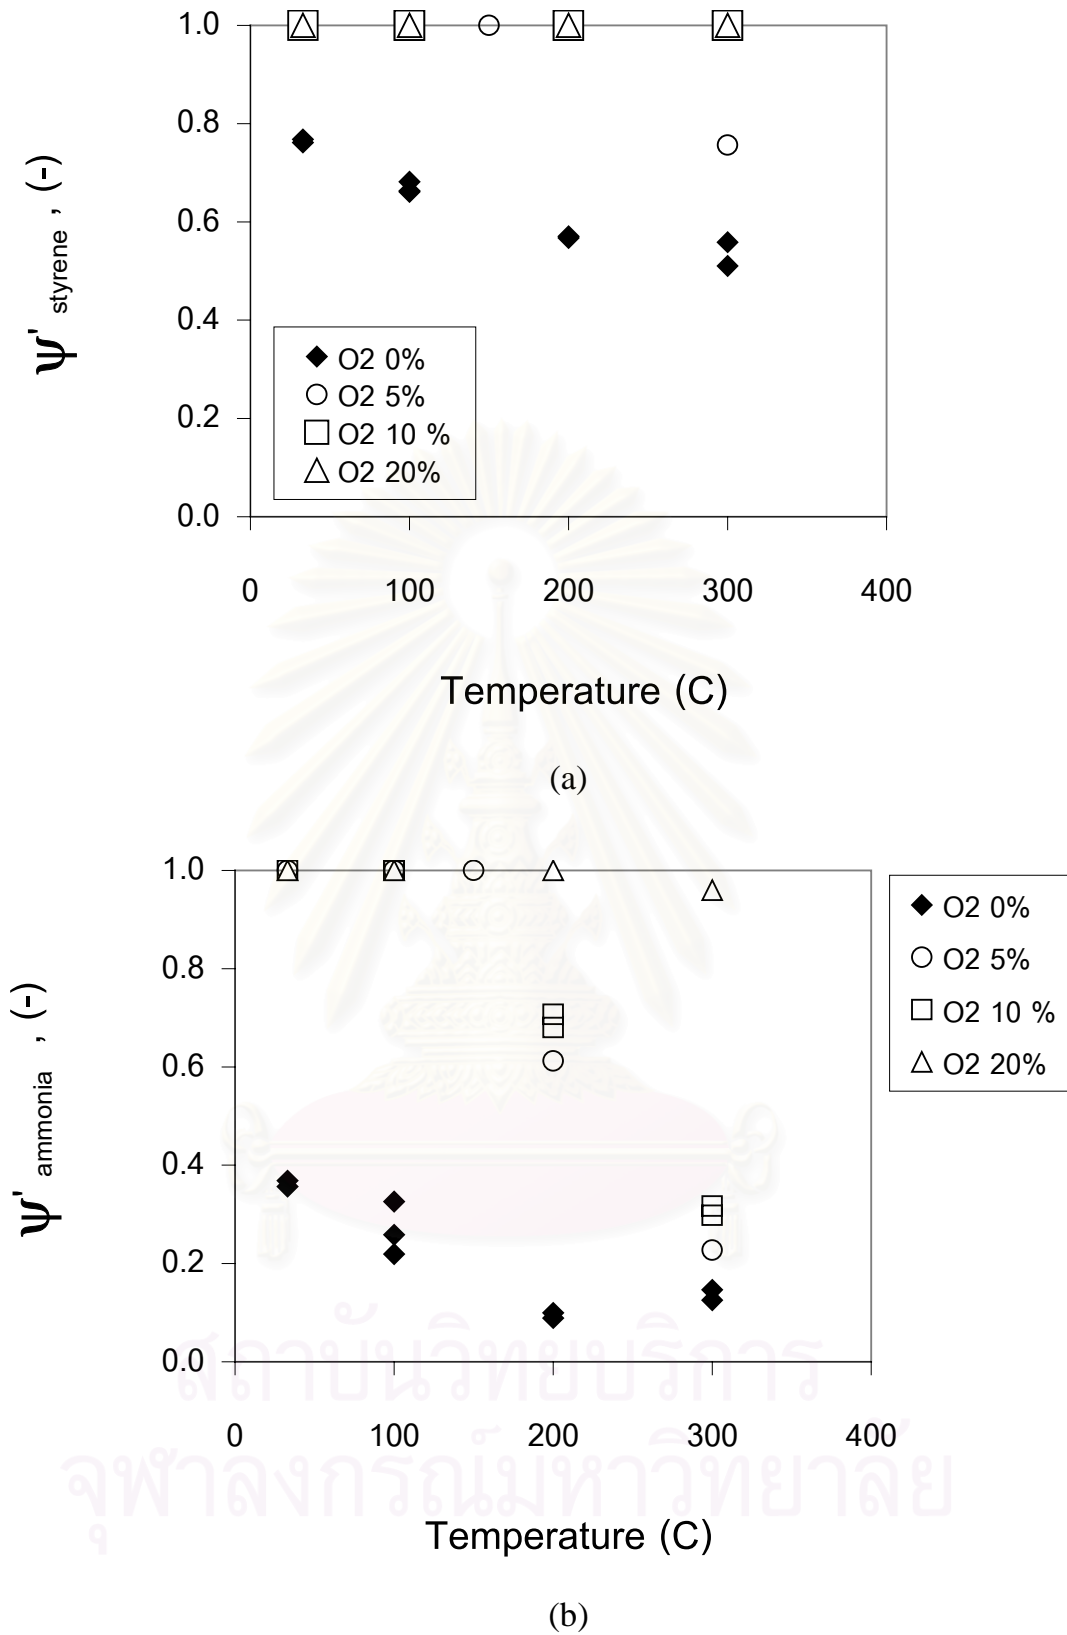 1.0
0.8
0.6
0.4
0.2
0.0
ψ' styrene , (-)
O2 0%
O2 5%
O2 10 %
O2 20%
0 100 200 300 400
Temperature (C)
(a)
1.0
0.8
0.6
0.4
0.2
0.0
ψ' ammonia , (-)
O2 0%
O2 5%
O2 10 %
O2 20%
0 100 200 300 400
Temperature (C)
(b)
สถาบันวิทยบริการ
จุฬาลงกรณ์มหาวิทยาลัย